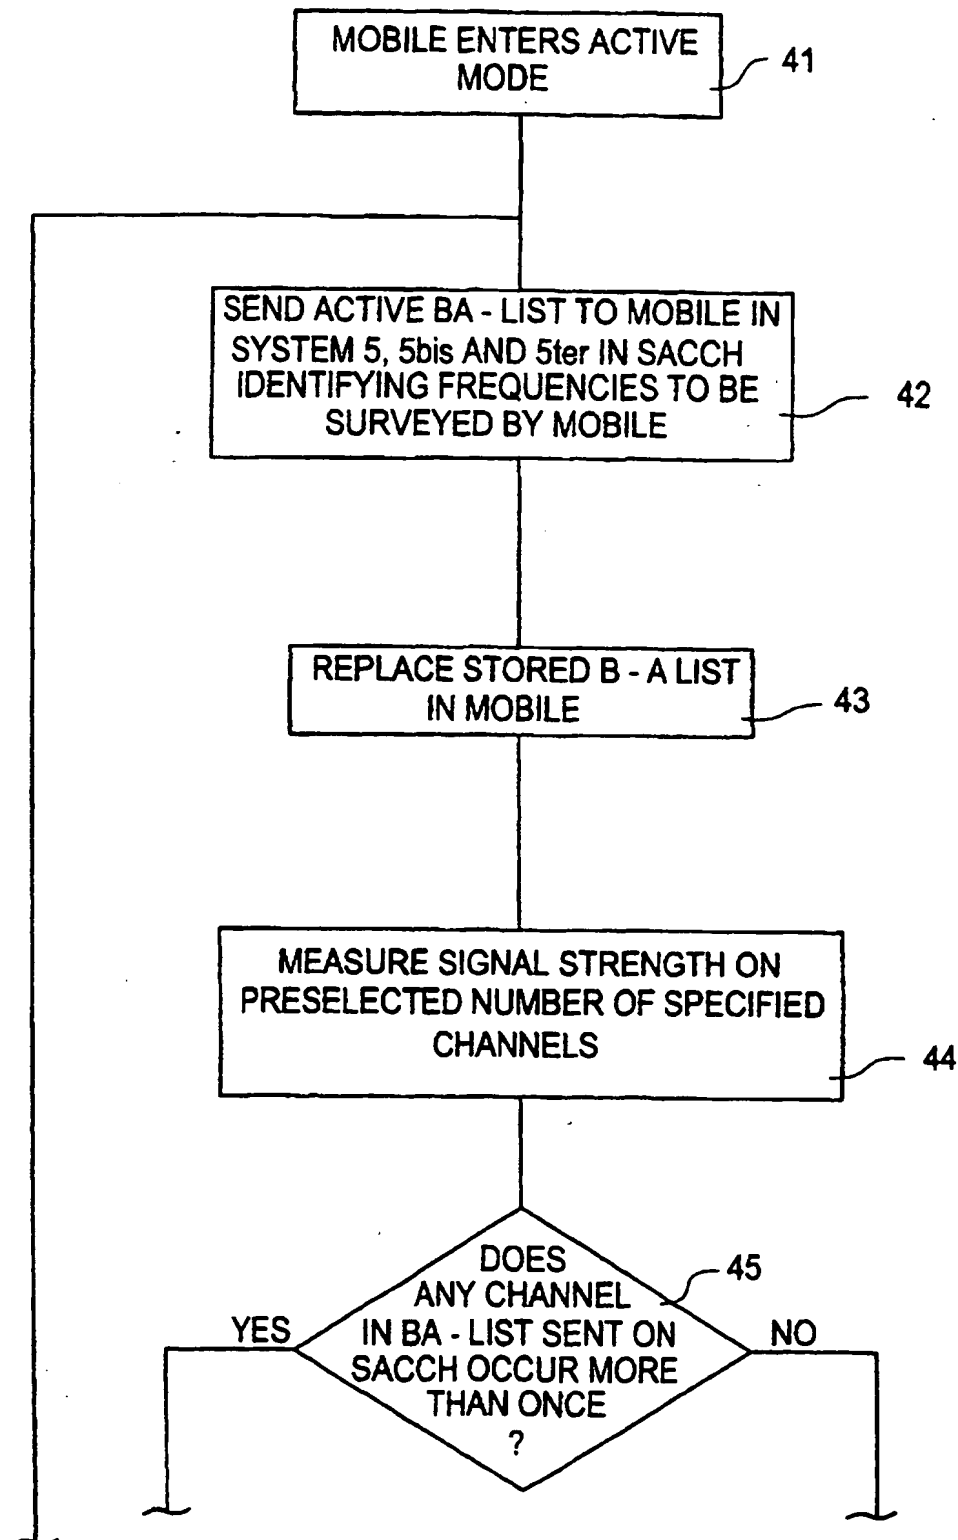 MOBILE ENTERS ACTIVE
MODE
41
SEND ACTIVE BA - LIST TO MOBILE IN
SYSTEM 5, 5bis AND 5ter IN SACCH
IDENTIFYING FREQUENCIES TO BE
SURVEYED BY MOBILE
42
REPLACE STORED B - A LIST
IN MOBILE
43
MEASURE SIGNAL STRENGTH ON
PRESELECTED NUMBER OF SPECIFIED
CHANNELS
44
DOES
ANY CHANNEL
IN BA - LIST SENT ON
SACCH OCCUR MORE
THAN ONCE
?
45
YES
NO